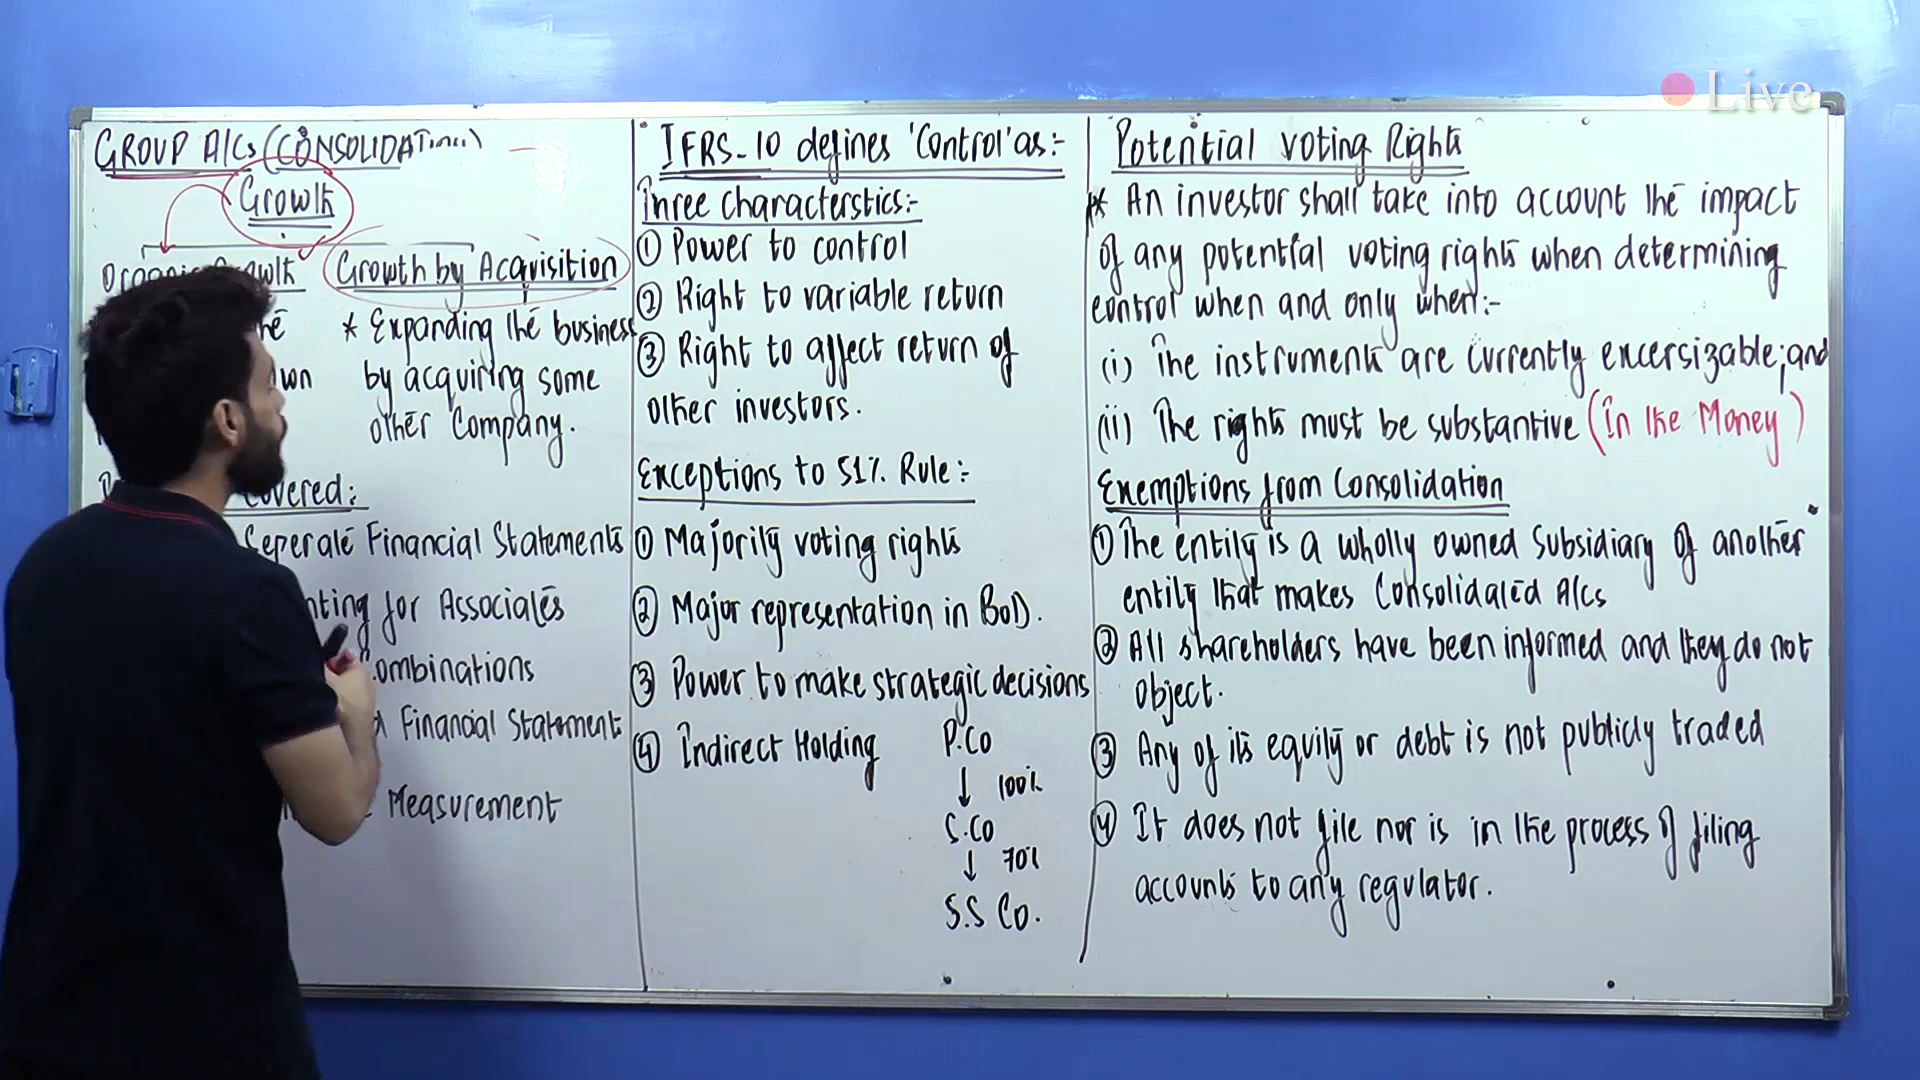 Live
GROUP A/Cs (CONSOLIDATION)
Growth
Growth
Growth by Acquisition
* Expanding the business
by acquiring some
other Company.
Covered:
Seperate Financial Statements
for Associates
Combinations
Financial Statement
Measurement
IFRS-10 defines 'Control' as:-
Three Characterstics:-
① Power to control
② Right to variable return
③ Right to affect return of
other investors.
Exceptions to 51% Rule:-
① Majority voting rights
② Major representation in BoD.
③ Power to make strategic decisions
④ Indirect Holding
P.Co
↓ 100%
S.Co
↓ 70%
S.S Co.
Potential Voting Rights
* An investor shall take into account the impact
of any potential voting rights when determining
control when and only when:-
(i) The instruments are currently excersizable; and
(ii) The rights must be substantive (In the Money)
Exemptions from Consolidation
① The entity is a wholly owned Subsidiary of another
entity that makes Consolidated A/Cs
② All shareholders have been informed and they do not
object.
③ Any of its equity or debt is not publicly traded
④ It does not file nor is in the process of filing
accounts to any regulator.